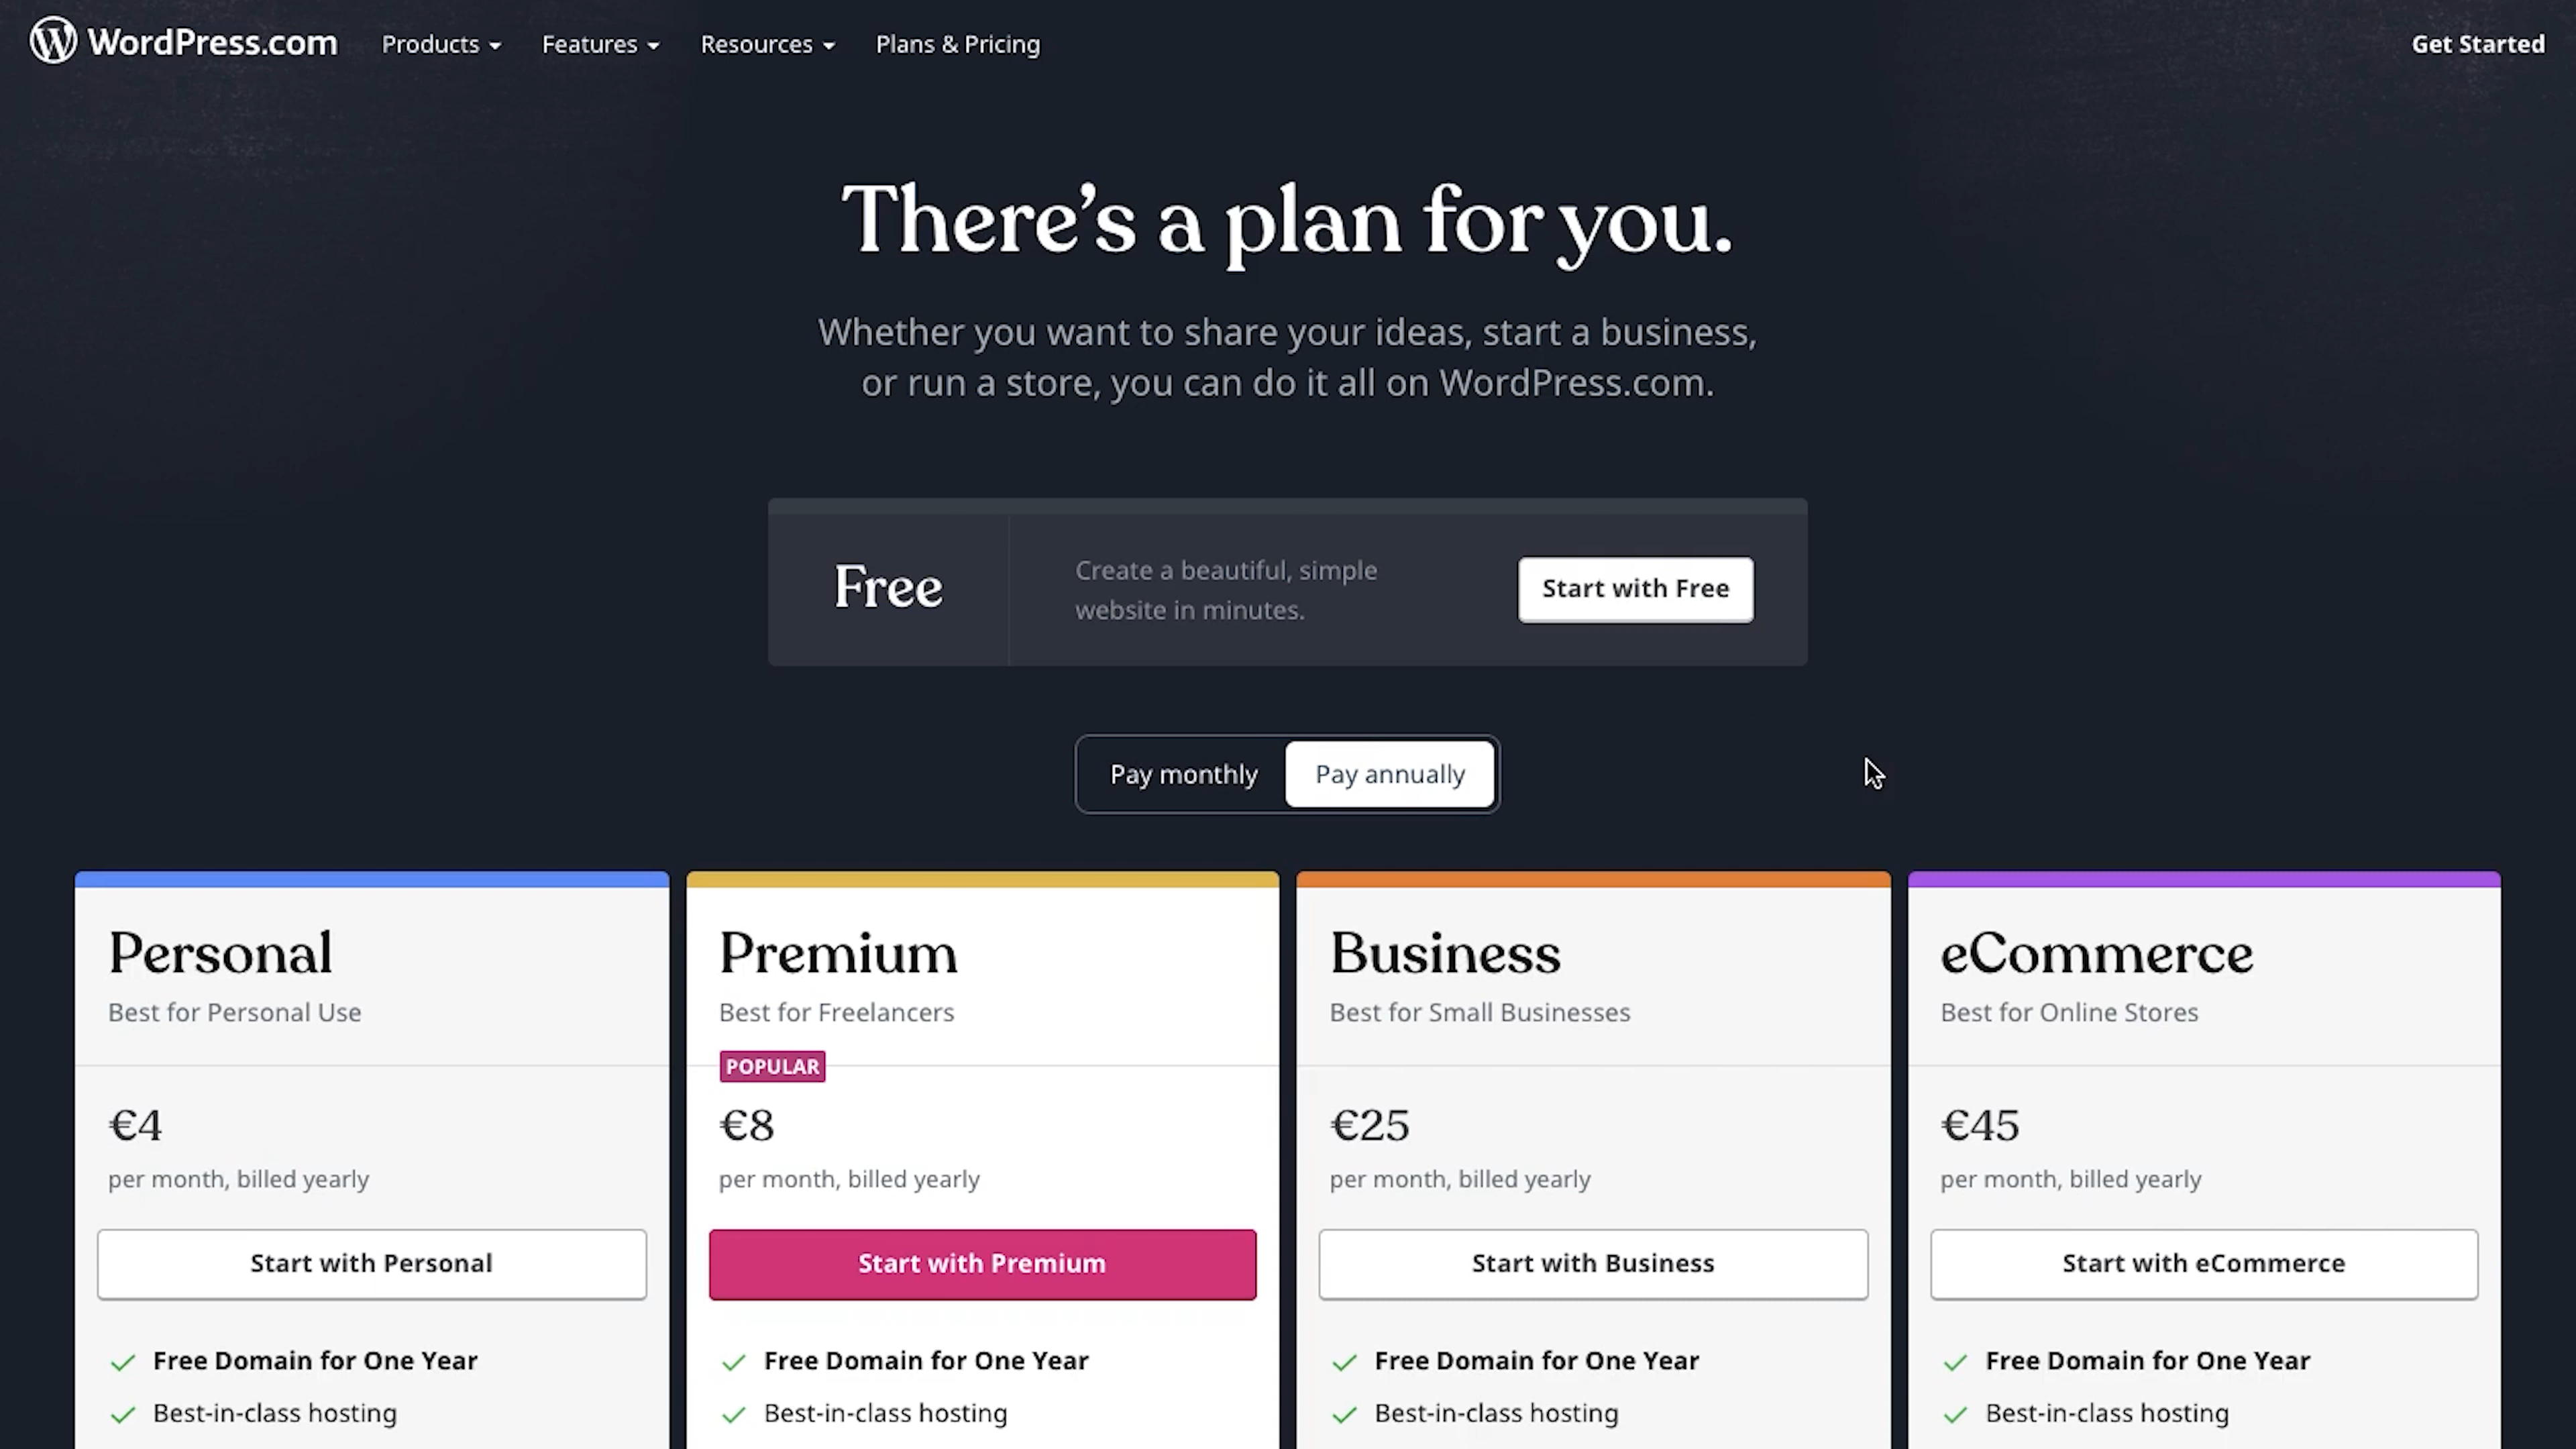 WordPress.com Products Features Resources Plans & Pricing Get Started
There's a plan for you.
Whether you want to share your ideas, start a business,
or run a store, you can do it all on WordPress.com.
Free
Create a beautiful, simple
website in minutes.
Start with Free
Pay monthly Pay annually
Personal
Best for Personal Use
€4
per month, billed yearly
Start with Personal
Free Domain for One Year
Best-in-class hosting
Premium
Best for Freelancers
POPULAR
€8
per month, billed yearly
Start with Premium
Free Domain for One Year
Best-in-class hosting
Business
Best for Small Businesses
€25
per month, billed yearly
Start with Business
Free Domain for One Year
Best-in-class hosting
eCommerce
Best for Online Stores
€45
per month, billed yearly
Start with eCommerce
Free Domain for One Year
Best-in-class hosting